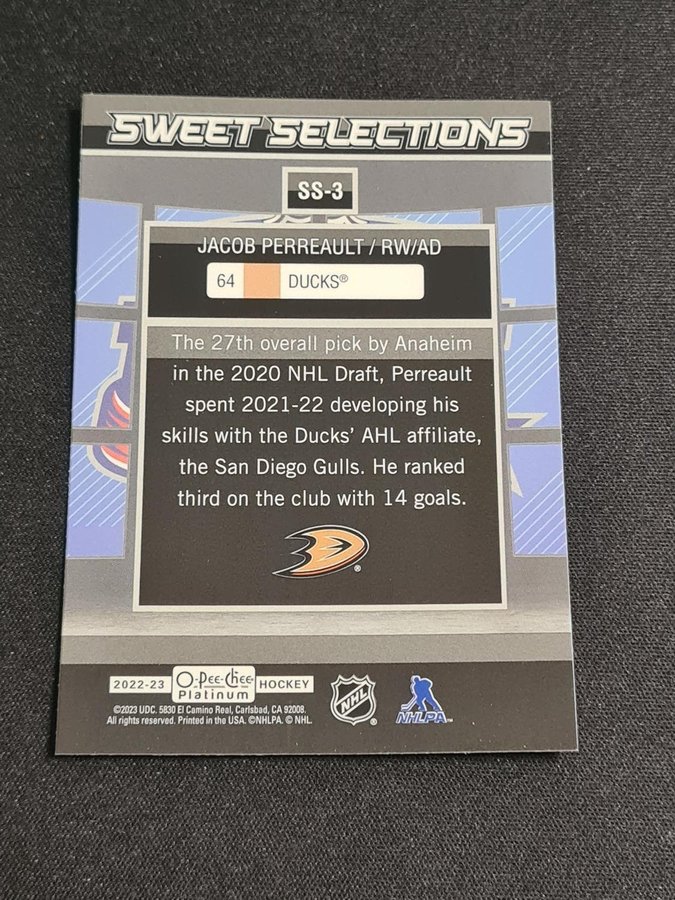 SWEET SELECTIONS
SS-3
JACOB PERREAULT / RW/AD
64 DUCKS®
The 27th overall pick by Anaheim
in the 2020 NHL Draft, Perreault
spent 2021-22 developing his
skills with the Ducks' AHL affiliate,
the San Diego Gulls. He ranked
third on the club with 14 goals.
®
2022-23 O-Pee-Chee Platinum HOCKEY
©2023 UDC. 5830 El Camino Real, Carlsbad, CA 92008.
All rights reserved. Printed in the USA. ©NHLPA. © NHL.
NHL ®
NHLPA